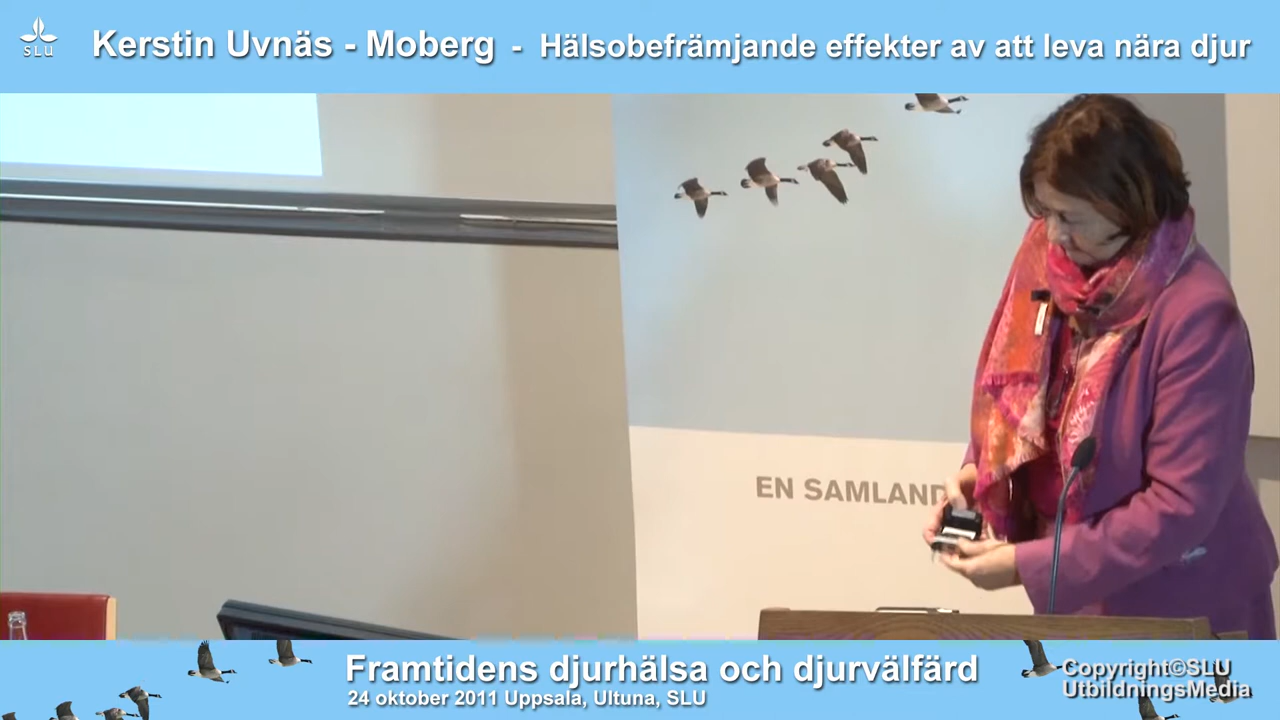 SLU
Kerstin Uvnäs - Moberg - Hälsobefrämjande effekter av att leva nära djur
EN SAMLAND
Framtidens djurhälsa och djurvälfärd
24 oktober 2011 Uppsala, Ultuna, SLU
Copyright©SLU
UtbildningsMedia